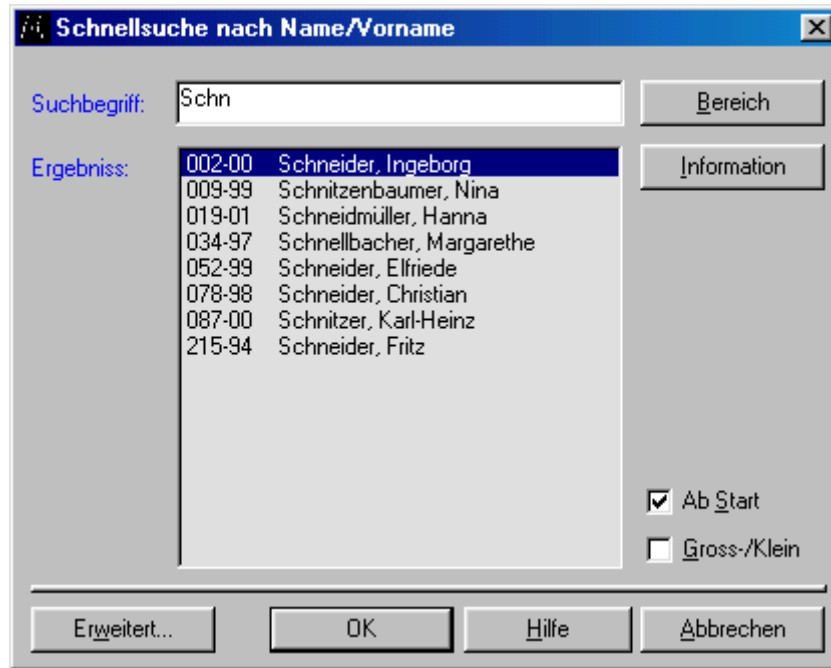 Schnellsuche nach Name/Vorname
Suchbegriff: Schn Bereich
Ergebniss: 002-00 Schneider, Ingeborg Information
009-99 Schnitzenbaumer, Nina
019-01 Schneidmüller, Hanna
034-97 Schnellbacher, Margarethe
052-99 Schneider, Elfriede
078-98 Schneider, Christian
087-00 Schnitzer, Karl-Heinz
215-94 Schneider, Fritz
Ab Start
Gross-/Klein
Erweitert... OK Hilfe Abbrechen